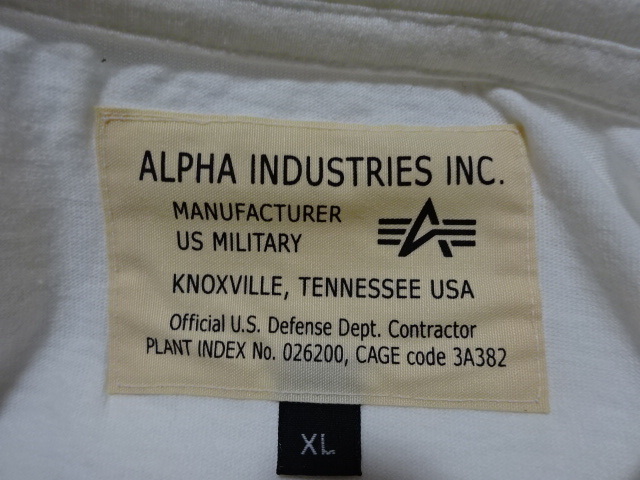 ALPHA INDUSTRIES INC.
MANUFACTURER
US MILITARY
KNOXVILLE, TENNESSEE USA
Official U.S. Defense Dept. Contractor
PLANT INDEX No. 026200, CAGE code 3A382
XL